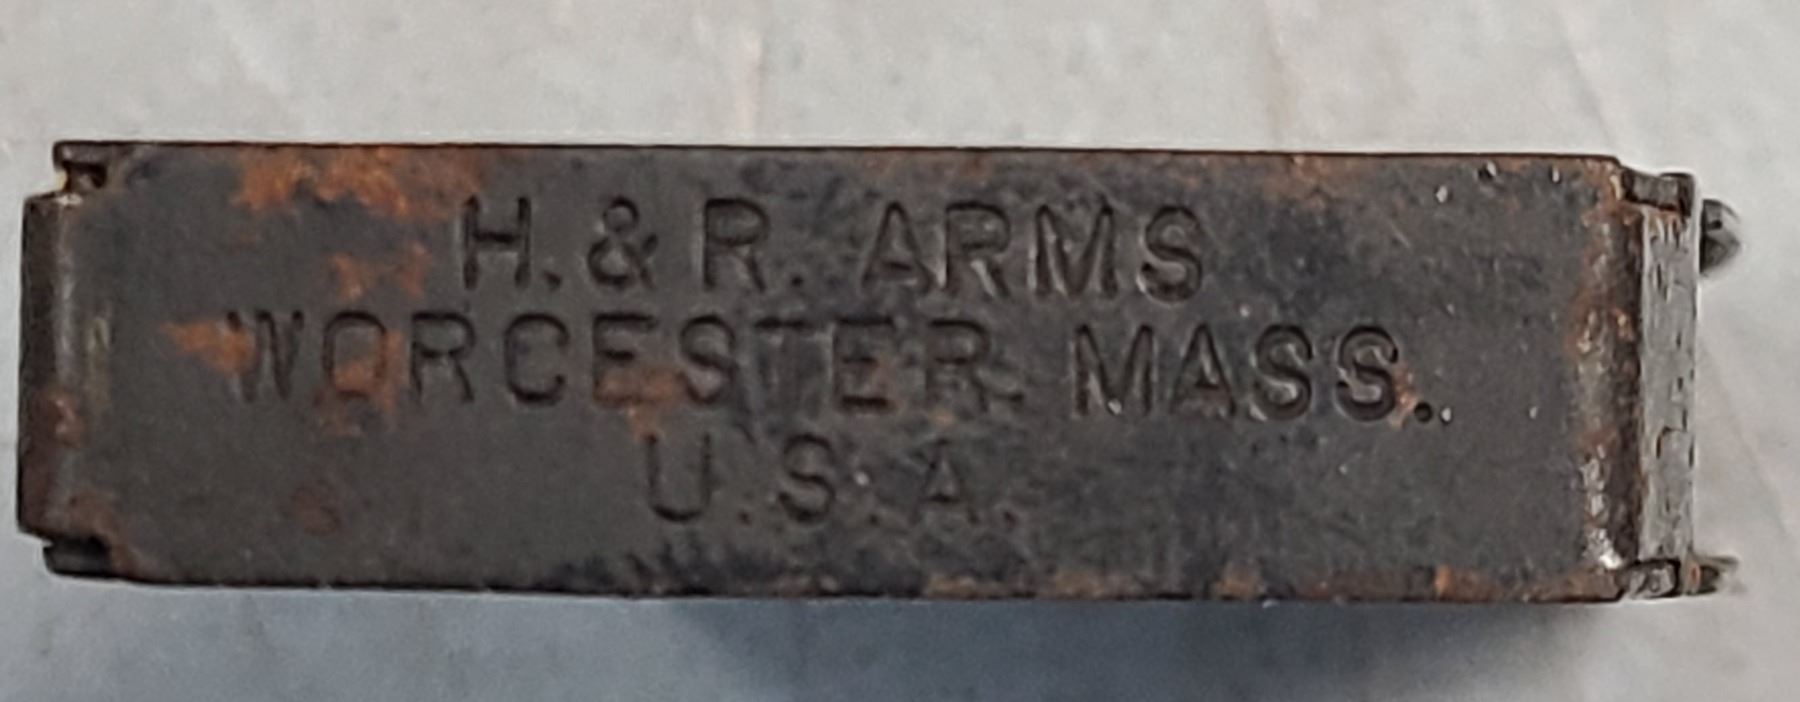 H. & R. ARMS
WORCESTER. MASS.
U.S.A.